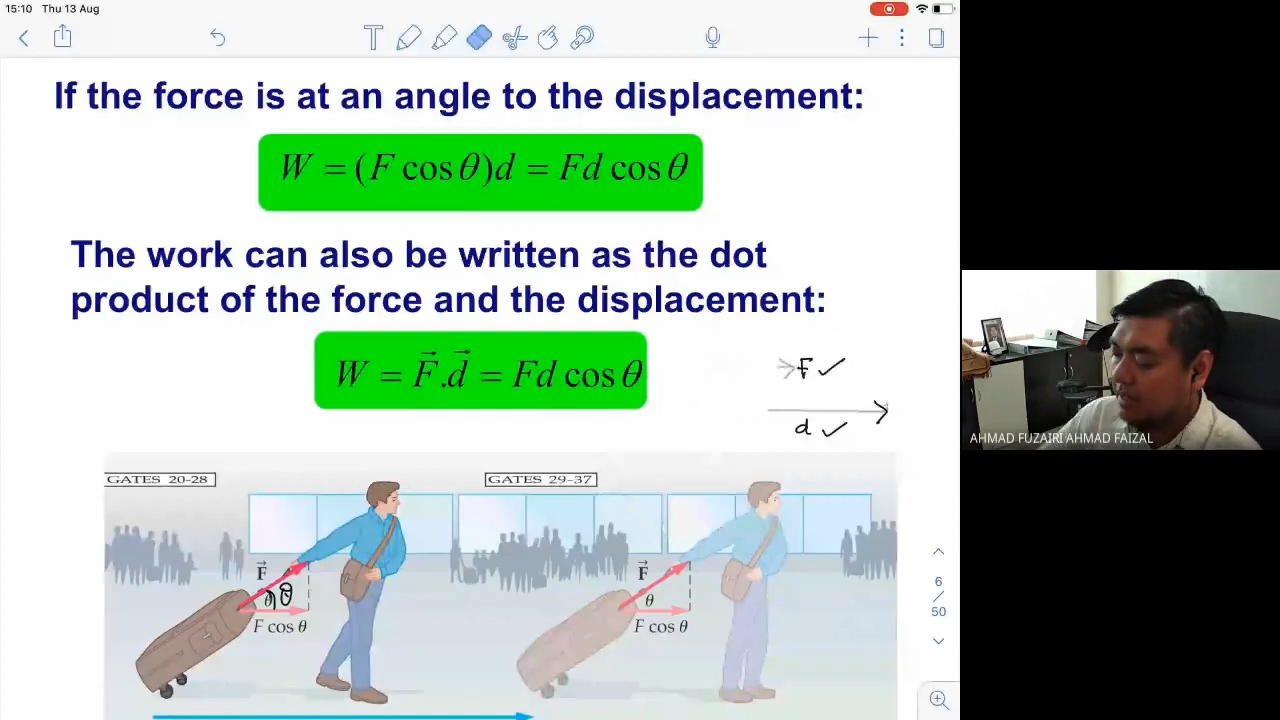 15:10 Thu 13 Aug
If the force is at an angle to the displacement:
W = (F cos θ)d = Fd cos θ
The work can also be written as the dot
product of the force and the displacement:
W = F⃗.d⃗ = Fd cos θ
F ✓
d ✓
AHMAD FUZAIRI AHMAD FAIZAL
GATES 20-28
GATES 29-37
F⃗
θ
F cos θ
F⃗
θ
F cos θ
6
/
50